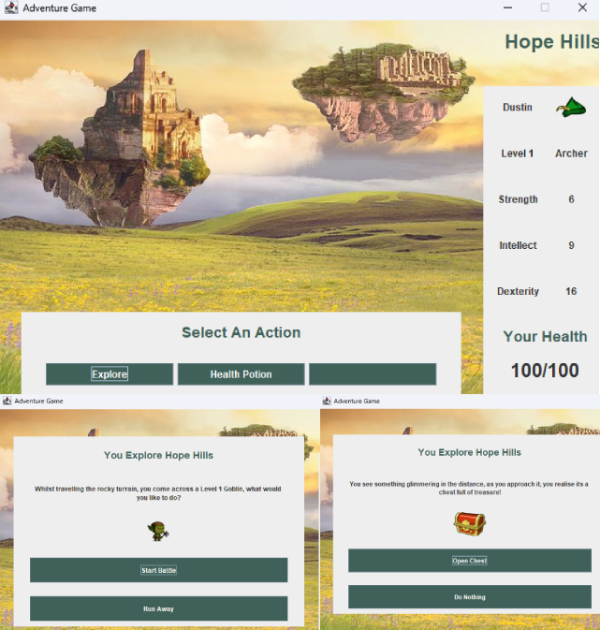 Adventure Game
Hope Hills
Dustin
Level 1 Archer
Strength 6
Intellect 9
Dexterity 16
Your Health
100/100
Select An Action
Explore Health Potion
Adventure Game
You Explore Hope Hills
Whilst travelling the rocky turrain, you come across a Level 1 Goblin, what would
you like to do?
Start Battle
Run Away
Adventure Game
You Explore Hope Hills
You see something glimmering in the distance, as you approach it, you realise its a
chest full of treasure!
Open Chest
Do Nothing